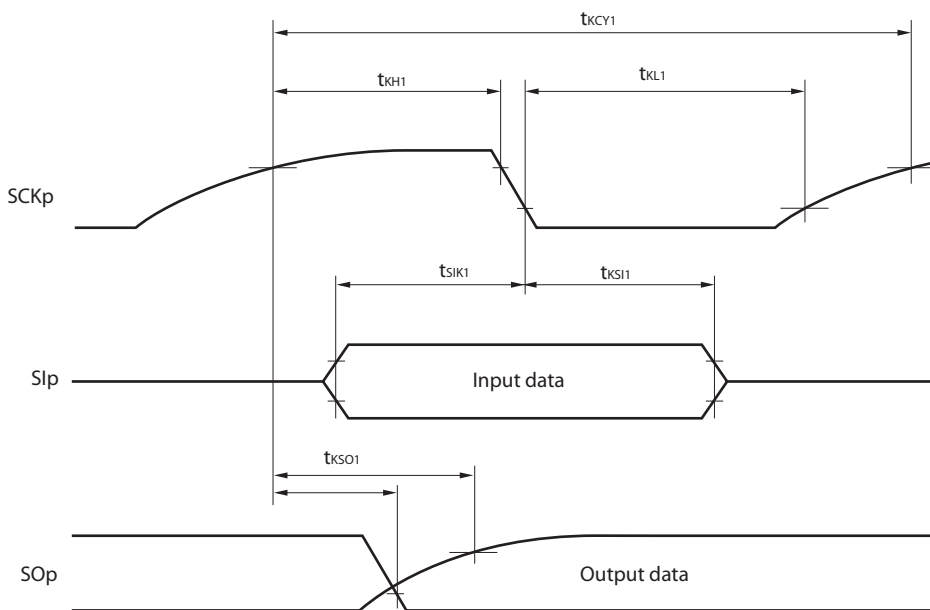 tKCY1
tKH1
tKL1
SCKp
tSIK1
tKSI1
SIp
Input data
tKSO1
SOp
Output data